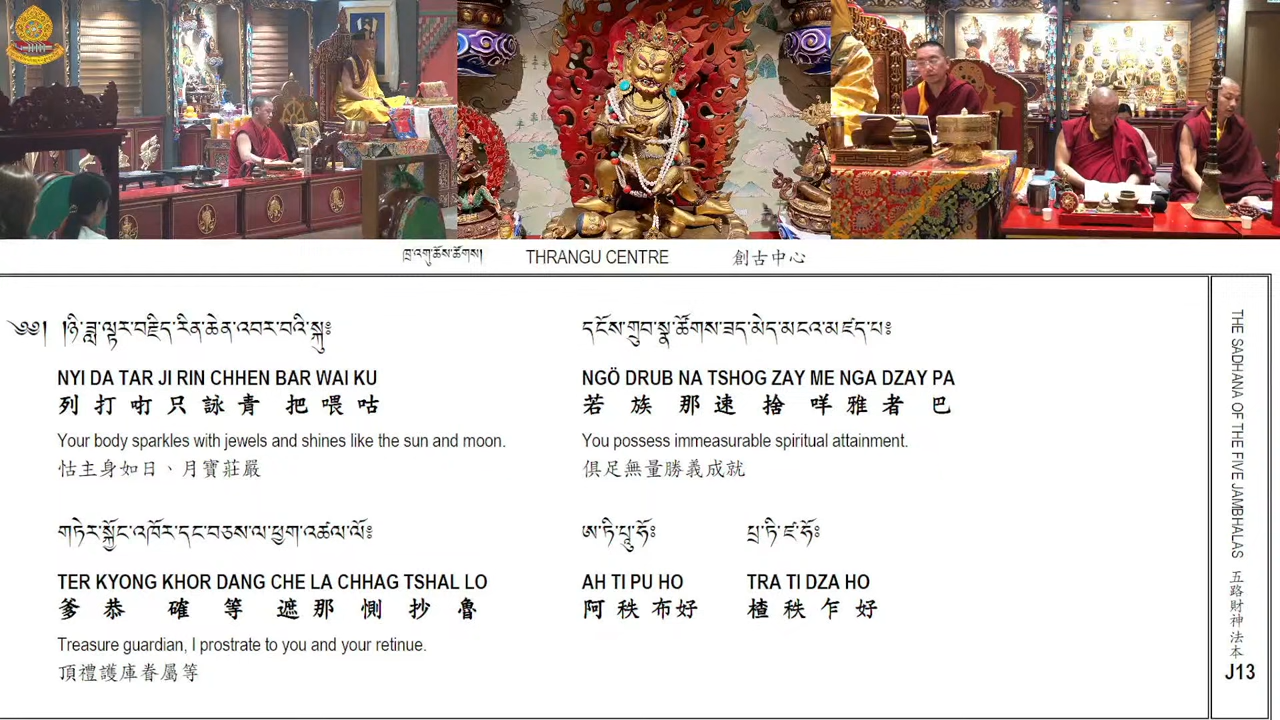 ཁྲ་འགུ་ཆོས་ཚོགས། THRANGU CENTRE 創古中心
༄༅། །ཉི་ཟླ་ལྟར་བརྗིད་རིན་ཆེན་འབར་བའི་སྐུ༔
NYI DA TAR JI RIN CHHEN BAR WAI KU
列 打 咑 只 詠 青 把 喂 咕
Your body sparkles with jewels and shines like the sun and moon.
怙主身如日、月寶莊嚴
དངོས་གྲུབ་སྣ་ཚོགས་ཟད་མེད་མངའ་མཛད་པ༔
NGÖ DRUB NA TSHOG ZAY ME NGA DZAY PA
若 族 那 速 捨 咩 雅 者 巴
You possess immeasurable spiritual attainment.
俱足無量勝義成就
གཏེར་སྐྱོང་འཁོར་དང་བཅས་ལ་ཕྱག་འཚལ་ལོ༔
TER KYONG KHOR DANG CHE LA CHHAG TSHAL LO
爹 恭 確 等 遮 那 惻 抄 魯
Treasure guardian, I prostrate to you and your retinue.
頂禮護庫眷屬等
ཨ་ཏི་པཱུ་ཧོཿ
AH TI PU HO
阿 秩 布 好
པྲ་ཏི་ཛ་ཧོཿ
TRA TI DZA HO
楂 秩 乍 好
THE SADHANA OF THE FIVE JAMBHALAS 五路財神法本
J13